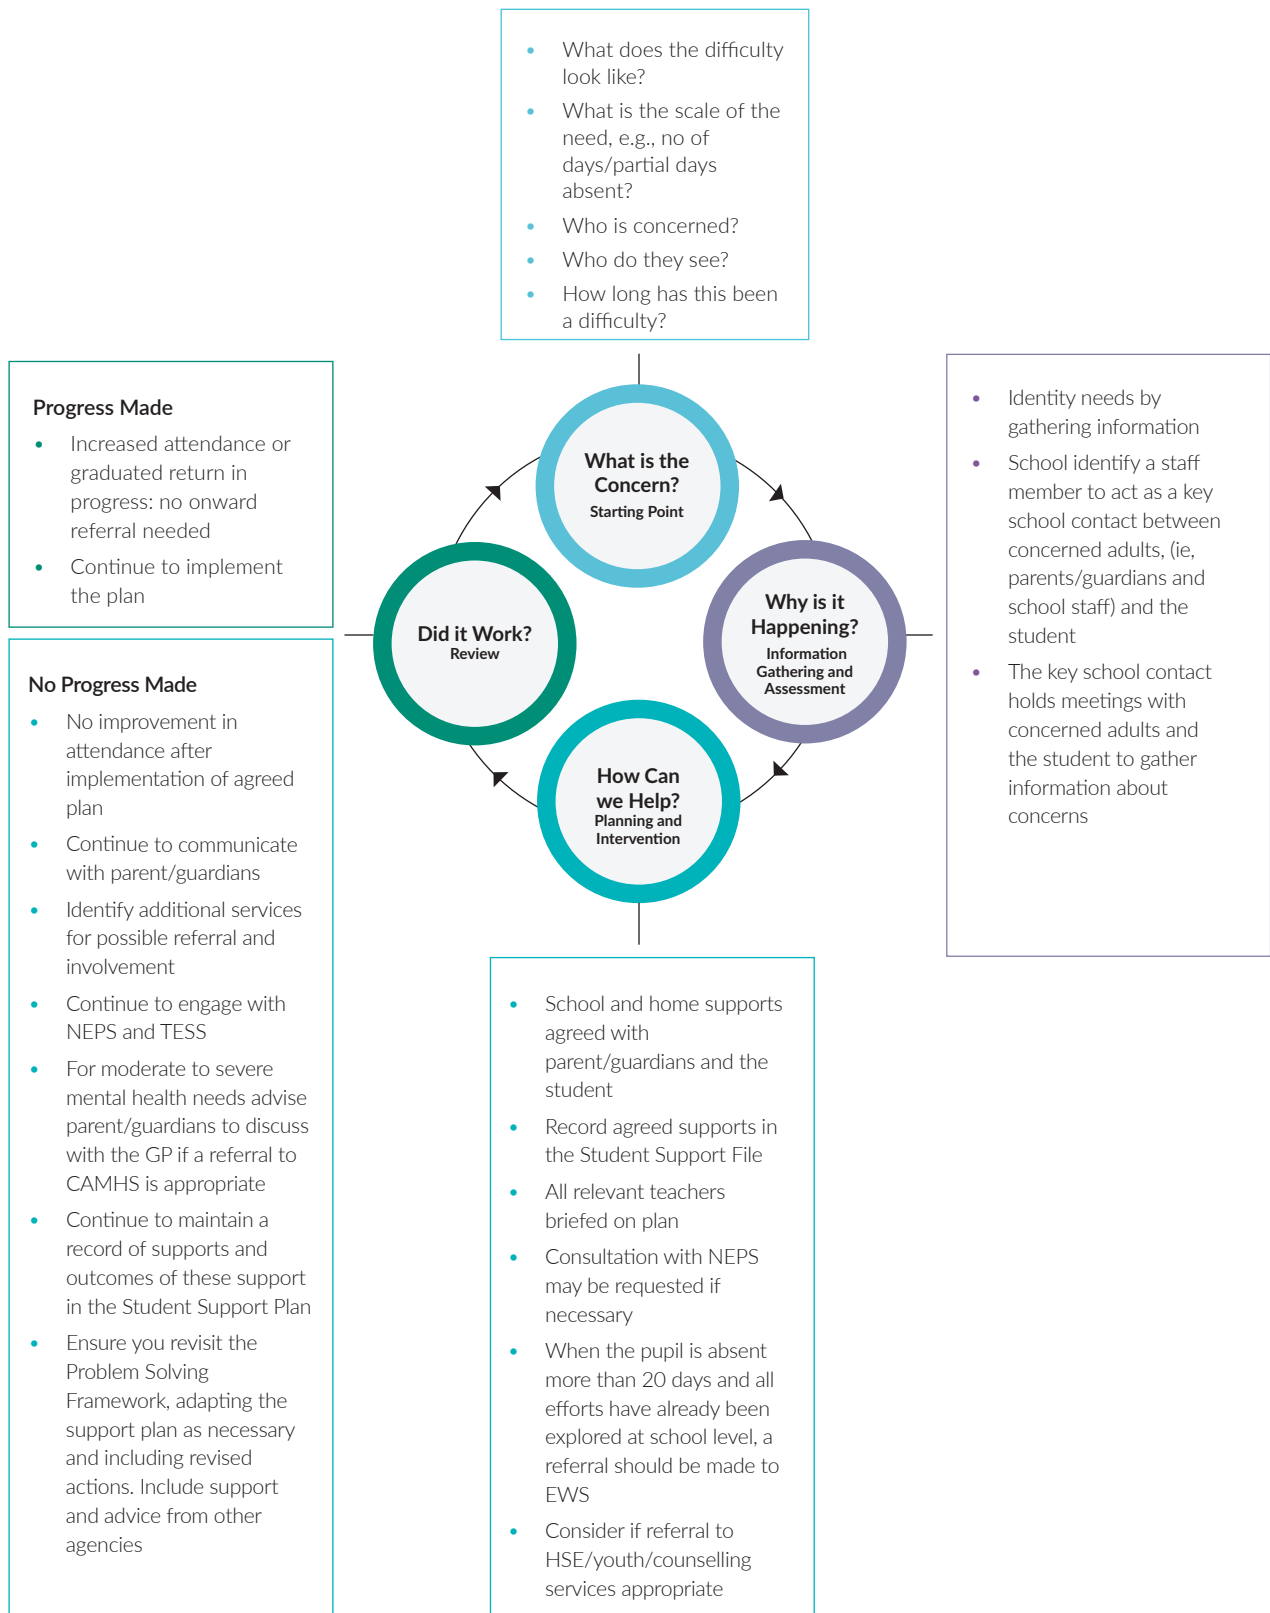 • What does the difficulty
look like?
• What is the scale of the
need, e.g., no of
days/partial days
absent?
• Who is concerned?
• Who do they see?
• How long has this been
a difficulty?
What is the
Concern?
Starting Point
Why is it
Happening?
Information
Gathering and
Assessment
• Identity needs by
gathering information
• School identify a staff
member to act as a key
school contact between
concerned adults, (ie,
parents/guardians and
school staff) and the
student
• The key school contact
holds meetings with
concerned adults and
the student to gather
information about
concerns
How Can
we Help?
Planning and
Intervention
• School and home supports
agreed with
parent/guardians and the
student
• Record agreed supports in
the Student Support File
• All relevant teachers
briefed on plan
• Consultation with NEPS
may be requested if
necessary
• When the pupil is absent
more than 20 days and all
efforts have already been
explored at school level, a
referral should be made to
EWS
• Consider if referral to
HSE/youth/counselling
services appropriate
Did it Work?
Review
Progress Made
• Increased attendance or
graduated return in
progress: no onward
referral needed
• Continue to implement
the plan
No Progress Made
• No improvement in
attendance after
implementation of agreed
plan
• Continue to communicate
with parent/guardians
• Identify additional services
for possible referral and
involvement
• Continue to engage with
NEPS and TESS
• For moderate to severe
mental health needs advise
parent/guardians to discuss
with the GP if a referral to
CAMHS is appropriate
• Continue to maintain a
record of supports and
outcomes of these support
in the Student Support Plan
• Ensure you revisit the
Problem Solving
Framework, adapting the
support plan as necessary
and including revised
actions. Include support
and advice from other
agencies